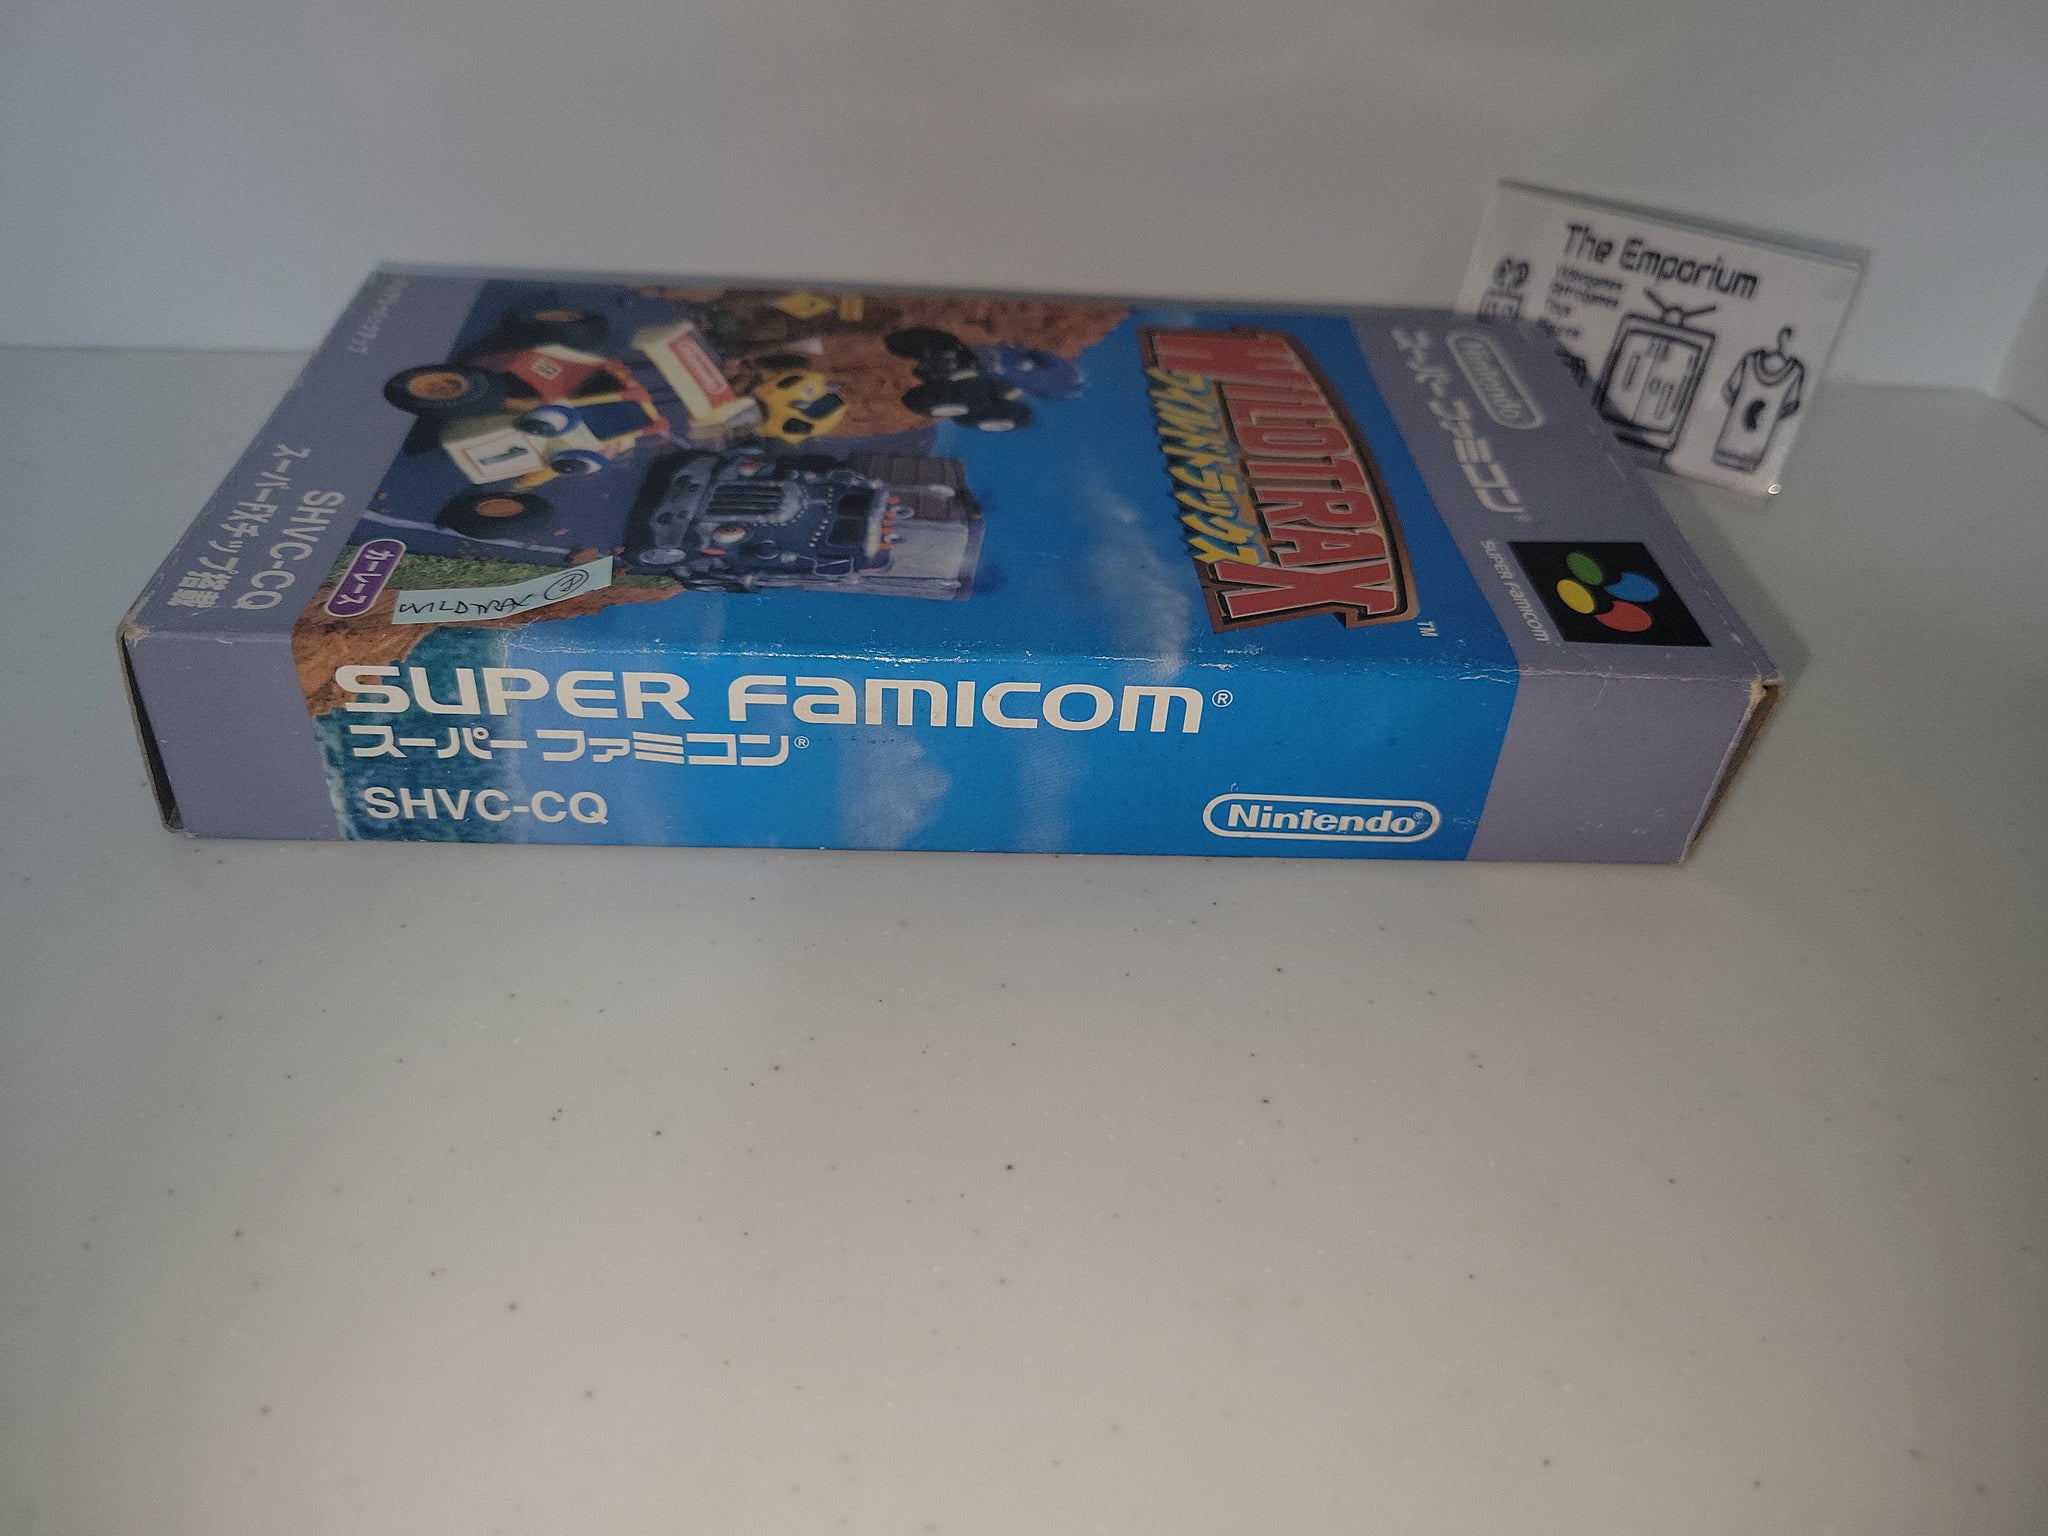 The Emporium
Nintendo
スーパーファミコン®
SUPER FAMICOM
WILDTRAX
ワイルドトラックス
TM
1
カーレース
WILDTRAX
SHVC-CQ
スーパーFXチップ搭載
SUPER FAMICOM®
スーパーファミコン®
SHVC-CQ
Nintendo®